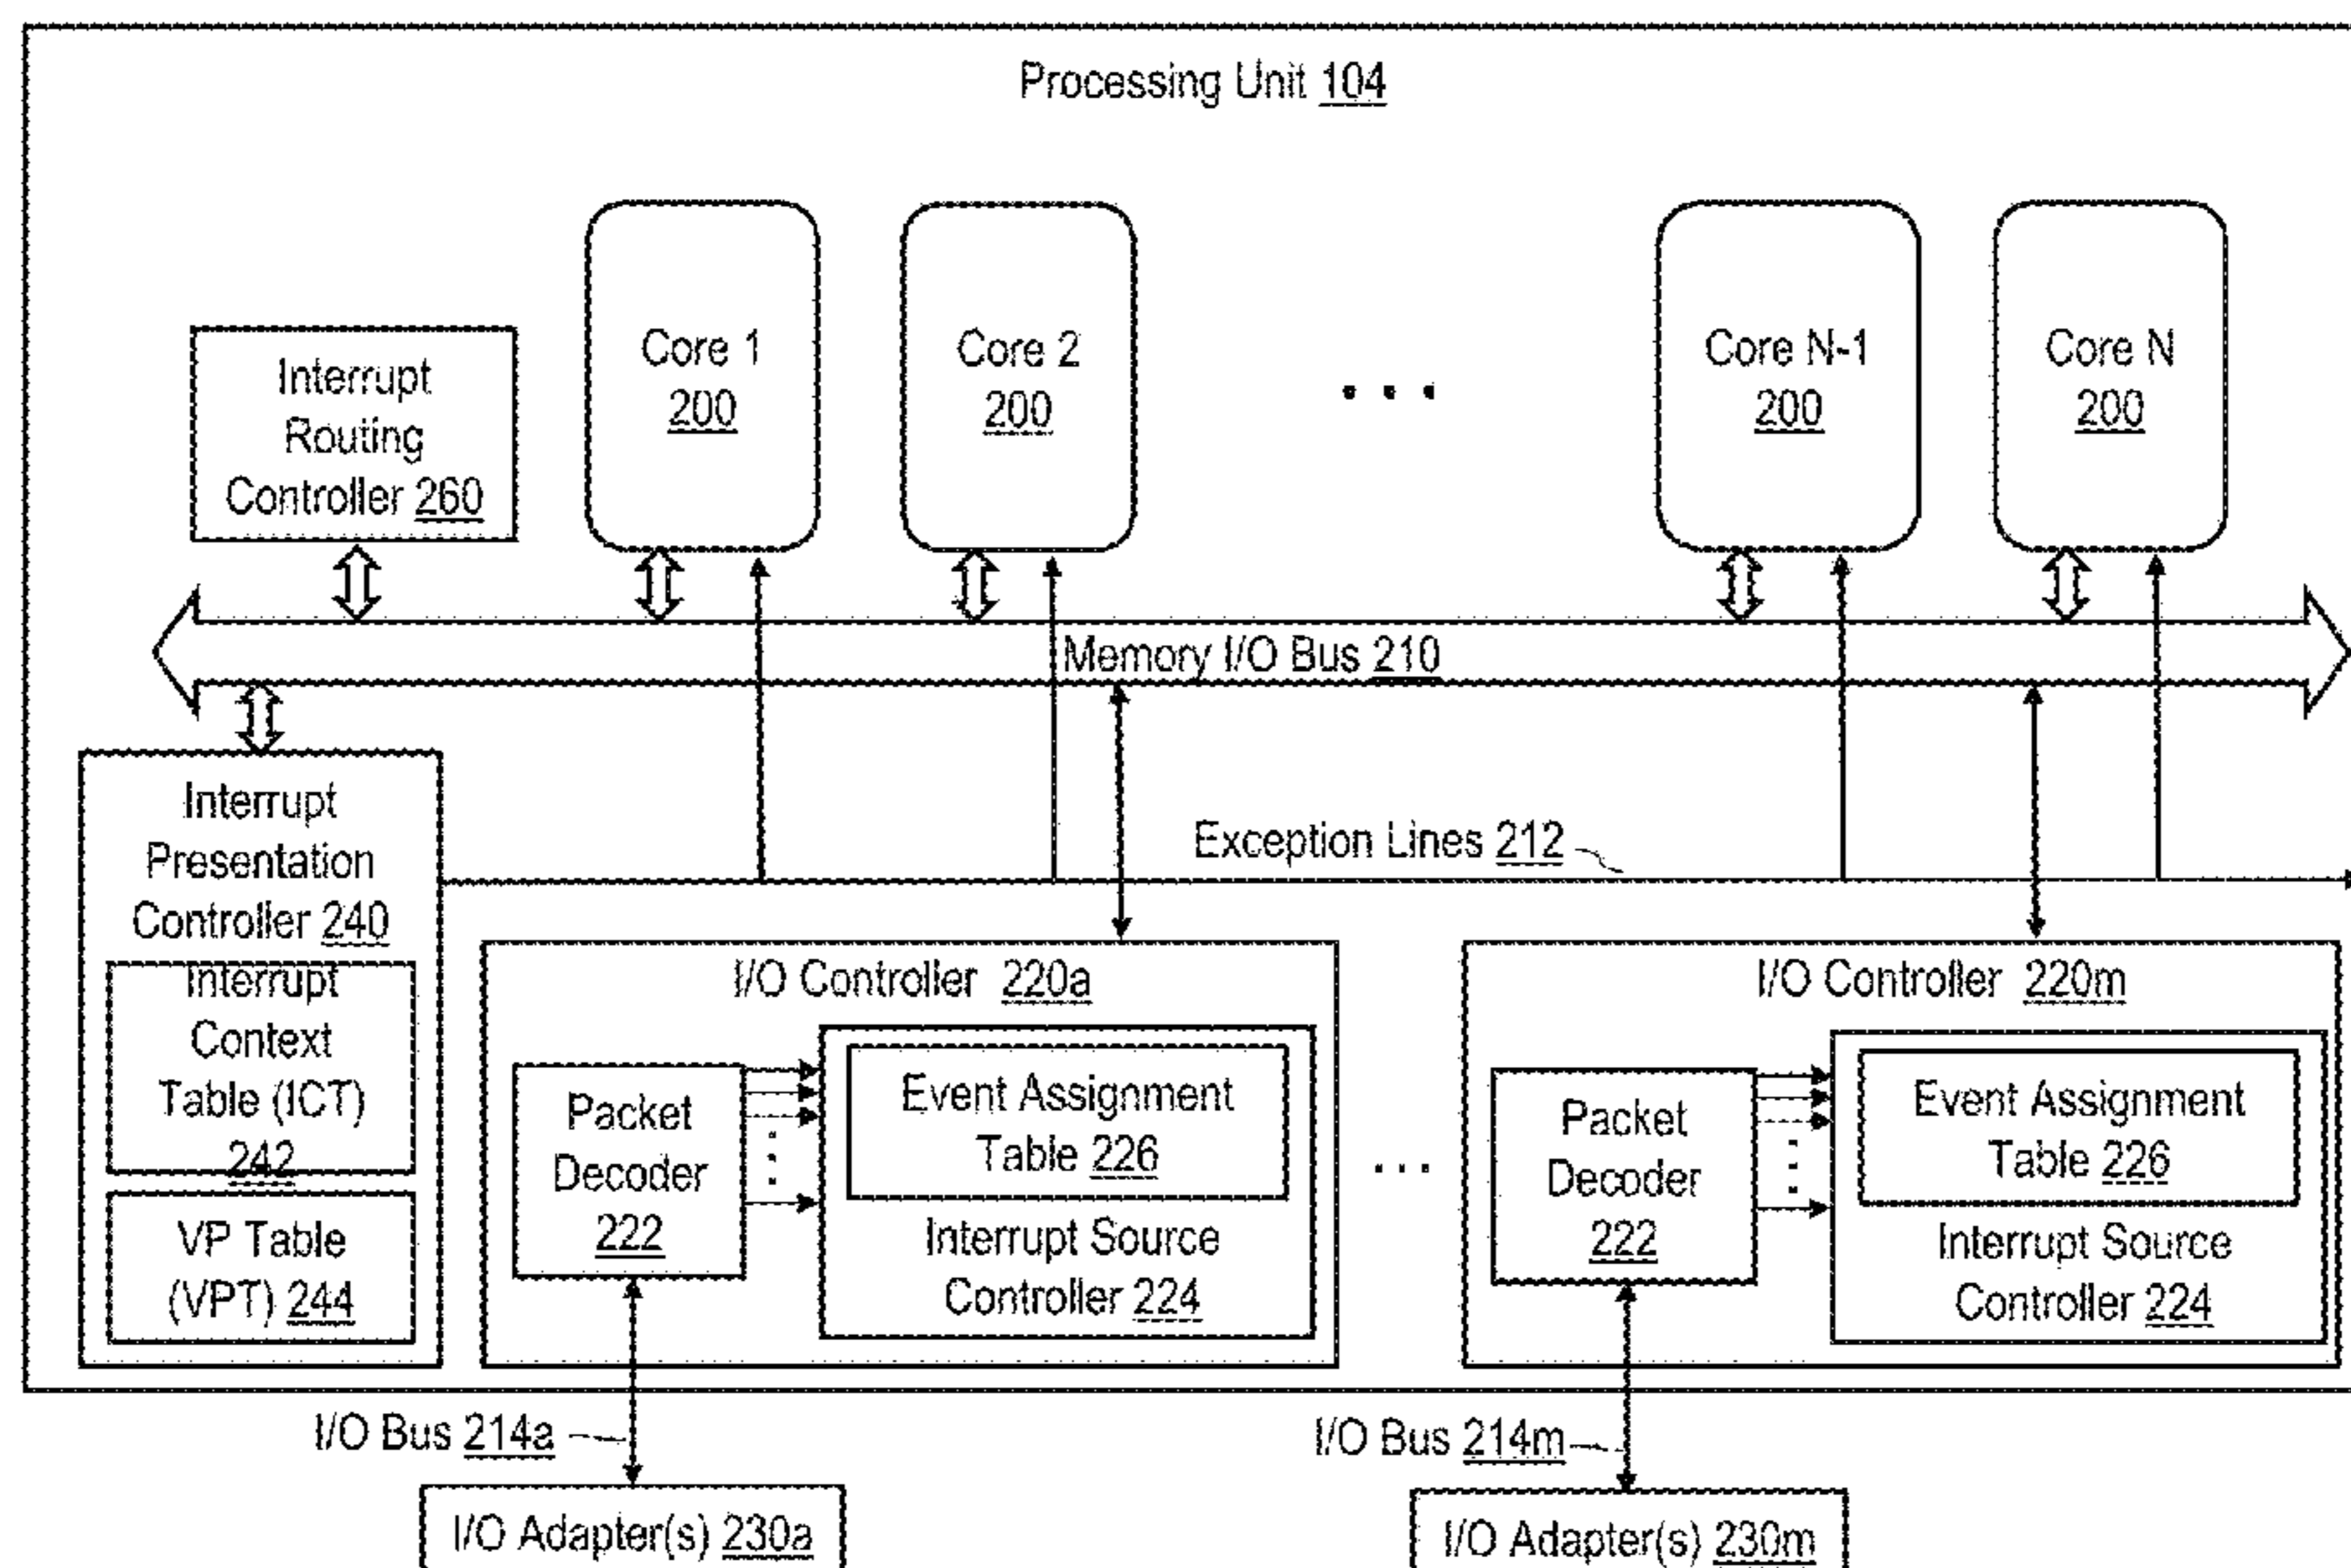 Processing Unit 104
Interrupt
Routing
Controller 260
Core 1
200
Core 2
200
. . .
Core N-1
200
Core N
200
Memory I/O Bus 210
Exception Lines 212
Interrupt
Presentation
Controller 240
Interrupt
Context
Table (ICT)
242
VP Table
(VPT) 244
I/O Controller 220a
Packet
Decoder
222
Event Assignment
Table 226
Interrupt Source
Controller 224
...
I/O Controller 220m
Packet
Decoder
222
Event Assignment
Table 226
Interrupt Source
Controller 224
I/O Bus 214a
I/O Bus 214m
I/O Adapter(s) 230a
I/O Adapter(s) 230m